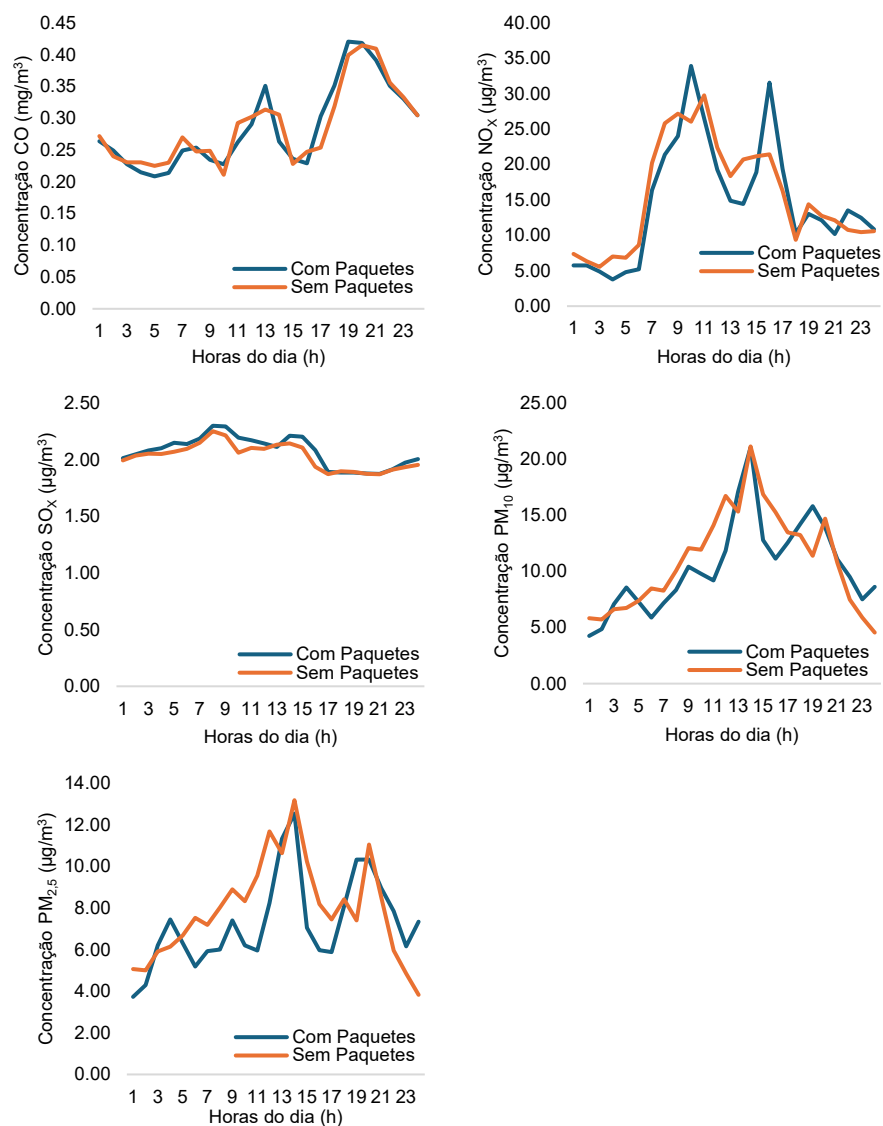 Concentração CO (mg/m³)
0.45
0.40
0.35
0.30
0.25
0.20
0.15
0.10
0.05
0.00
Com Paquetes
Sem Paquetes
1 3 5 7 9 11 13 15 17 19 21 23
Horas do dia (h)
Concentração NOX (µg/m³)
40.00
35.00
30.00
25.00
20.00
15.00
10.00
5.00
0.00
Com Paquetes
Sem Paquetes
1 3 5 7 9 11 13 15 17 19 21 23
Horas do dia (h)
Concentração SOX (µg/m³)
2.50
2.00
1.50
1.00
0.50
0.00
Com Paquetes
Sem Paquetes
1 3 5 7 9 11 13 15 17 19 21 23
Horas do dia (h)
Concentração PM10 (µg/m³)
25.00
20.00
15.00
10.00
5.00
0.00
Com Paquetes
Sem Paquetes
1 3 5 7 9 11 13 15 17 19 21 23
Horas do dia (h)
Concentração PM2,5 (µg/m³)
14.00
12.00
10.00
8.00
6.00
4.00
2.00
0.00
Com Paquetes
Sem Paquetes
1 3 5 7 9 11 13 15 17 19 21 23
Horas do dia (h)